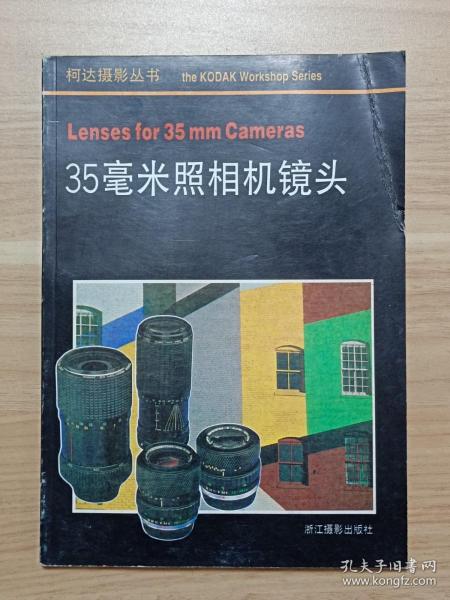 柯达摄影丛书 the KODAK Workshop Series
Lenses for 35 mm Cameras
35毫米照相机镜头
浙江摄影出版社
孔夫子旧书网
www.kongfz.com